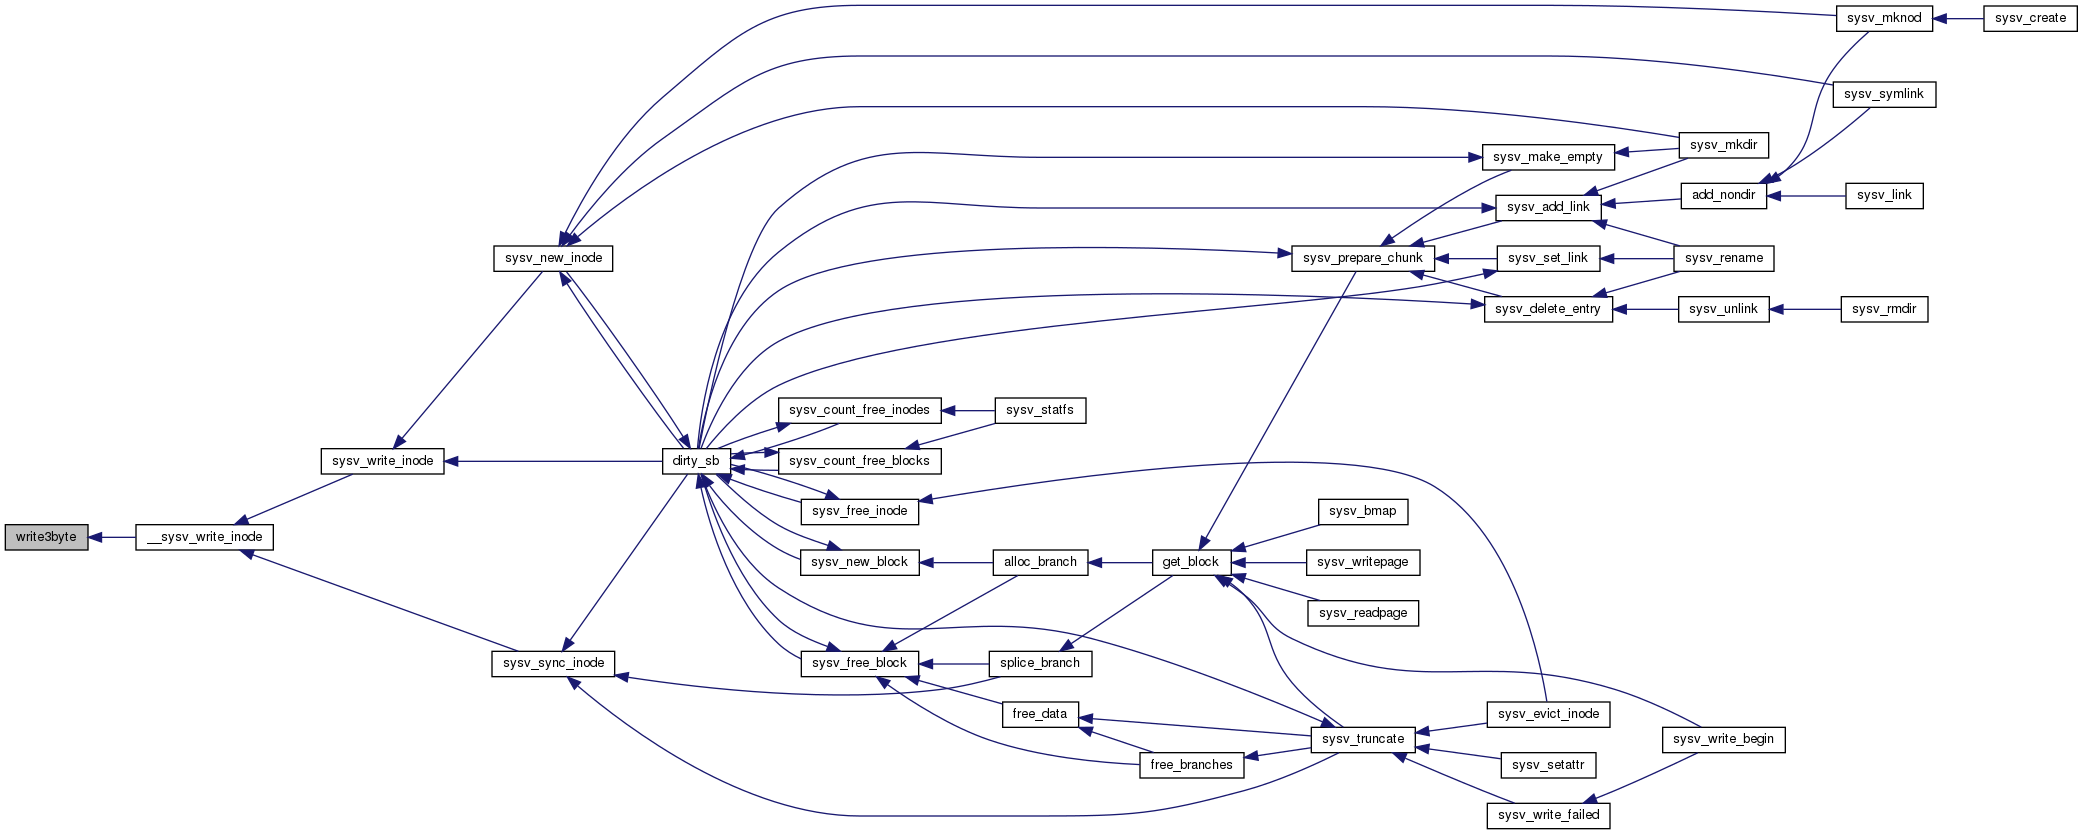 sysv_mknod
sysv_create
sysv_symlink
sysv_mkdir
sysv_make_empty
add_nondir
sysv_link
sysv_add_link
sysv_new_inode
sysv_prepare_chunk
sysv_set_link
sysv_rename
sysv_delete_entry
sysv_unlink
sysv_rmdir
sysv_count_free_inodes
sysv_statfs
sysv_write_inode
dirty_sb
sysv_count_free_blocks
sysv_free_inode
sysv_bmap
write3byte
__sysv_write_inode
sysv_new_block
alloc_branch
get_block
sysv_writepage
sysv_readpage
sysv_sync_inode
sysv_free_block
splice_branch
free_data
sysv_evict_inode
sysv_truncate
sysv_write_begin
free_branches
sysv_setattr
sysv_write_failed